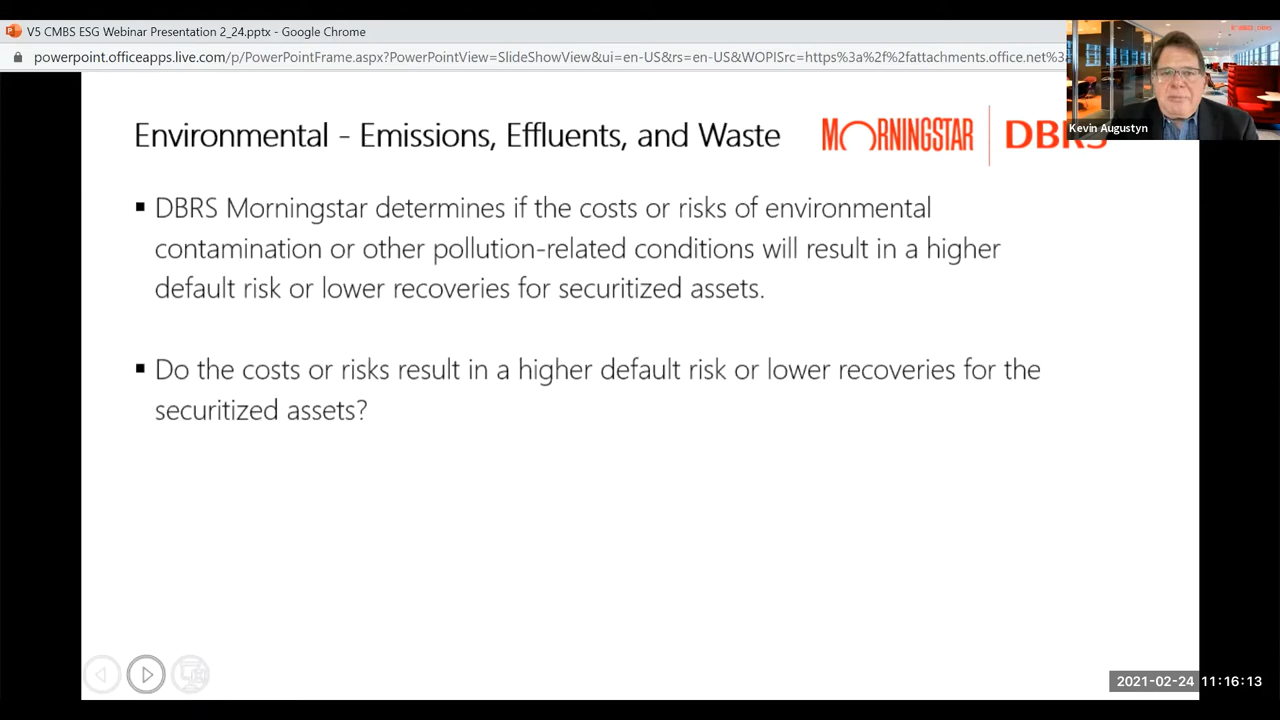 V5 CMBS ESG Webinar Presentation 2_24.pptx - Google Chrome
powerpoint.officeapps.live.com/p/PowerPointFrame.aspx?PowerPointView=SlideShowView&ui=en-US&rs=en-US&WOPISrc=https%3a%2f%2fattachments.office.net%3
Kevin Augustyn
Environmental - Emissions, Effluents, and Waste
MORNINGSTAR DBRS
▪ DBRS Morningstar determines if the costs or risks of environmental
contamination or other pollution-related conditions will result in a higher
default risk or lower recoveries for securitized assets.
▪ Do the costs or risks result in a higher default risk or lower recoveries for the
securitized assets?
2021-02-24 11:16:13